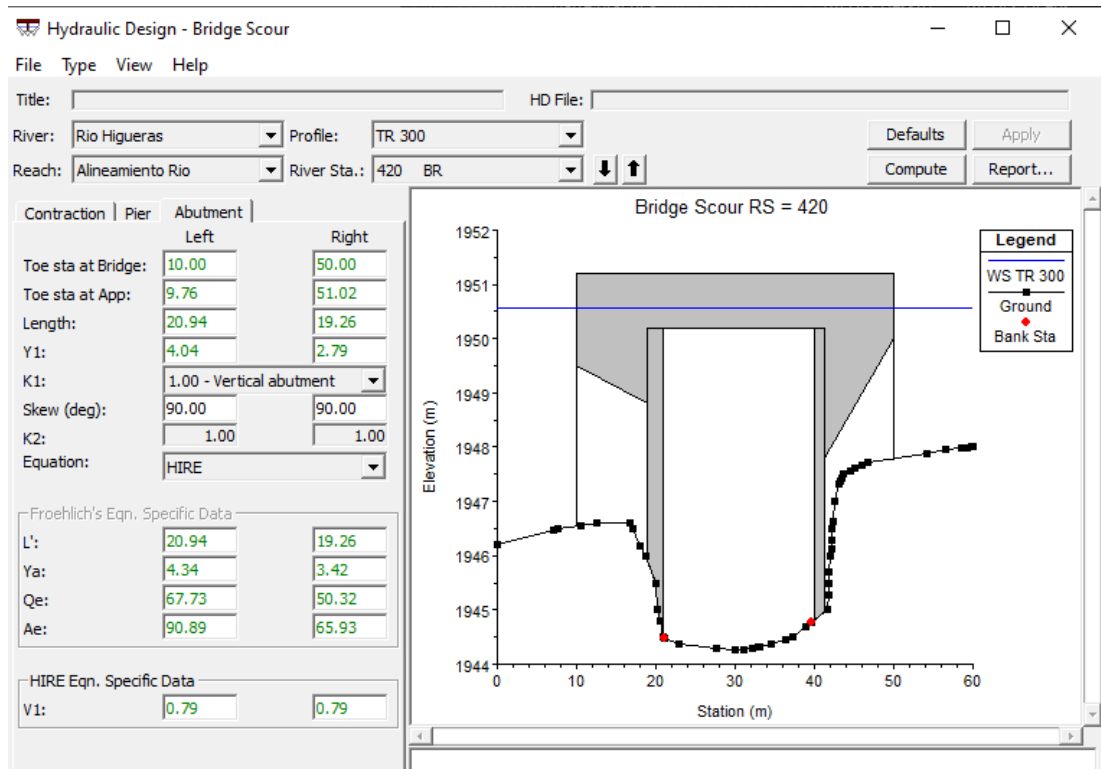 Hydraulic Design - Bridge Scour
File Type View Help
Title: HD File:
River: Rio Higueras Profile: TR 300 Defaults Apply
Reach: Alineamiento Rio River Sta.: 420 BR Compute Report...
Contraction Pier Abutment
Left Right
Toe sta at Bridge: 10.00 50.00
Toe sta at App: 9.76 51.02
Length: 20.94 19.26
Y1: 4.04 2.79
K1: 1.00 - Vertical abutment
Skew (deg): 90.00 90.00
K2: 1.00 1.00
Equation: HIRE
Froehlich's Eqn. Specific Data
L': 20.94 19.26
Ya: 4.34 3.42
Qe: 67.73 50.32
Ae: 90.89 65.93
HIRE Eqn. Specific Data
V1: 0.79 0.79
Bridge Scour RS = 420
1952
1951
1950
1949
1948
1947
1946
1945
1944
Elevation (m)
0 10 20 30 40 50 60
Station (m)
Legend
WS TR 300
Ground
Bank Sta